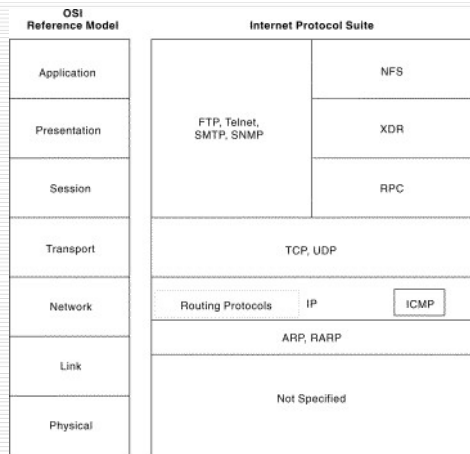 OSI
Reference Model
Internet Protocol Suite
Application
Presentation
Session
Transport
Network
Link
Physical
FTP, Telnet,
SMTP, SNMP
NFS
XDR
RPC
TCP, UDP
Routing Protocols
IP
ICMP
ARP, RARP
Not Specified